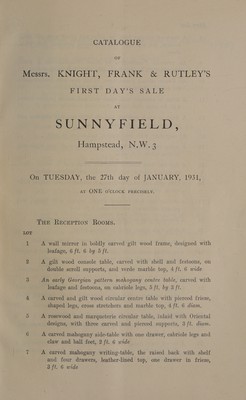 CATALOGUE
OF
Messrs. KNIGHT, FRANK & RUTLEY'S
FIRST DAY'S SALE
AT
SUNNYFIELD,
Hampstead, N.W. 3
On TUESDAY, the 27th day of JANUARY, 1931,
AT ONE O'CLOCK PRECISELY.
THE RECEPTION ROOMS.
LOT
1 A wall mirror in boldly carved gilt wood frame, designed with
leafage, 6 ft. 6 by 5 ft.
2 A gilt wood console table, carved with shell and festoons, on
double scroll supports, and verde marble top, 4 ft. 6 wide
3 An early Georgian pattern mahogany centre table, carved with
leafage and festoons, on cabriole legs, 5 ft. by 3 ft.
4 A carved and gilt wood circular centre table with pierced frieze,
shaped legs, cross stretchers and marble top, 4 ft. 6 diam.
5 A rosewood and marqueterie circular table, inlaid with Oriental
designs, with three carved and pierced supports, 3 ft. diam.
6 A carved mahogany side-table with one drawer, cabriole legs and
claw and ball feet, 2 ft. 6 wide
7 A carved mahogany writing-table, the raised back with shelf
and four drawers, leather-lined top, one drawer in frieze,
3 ft. 6 wide